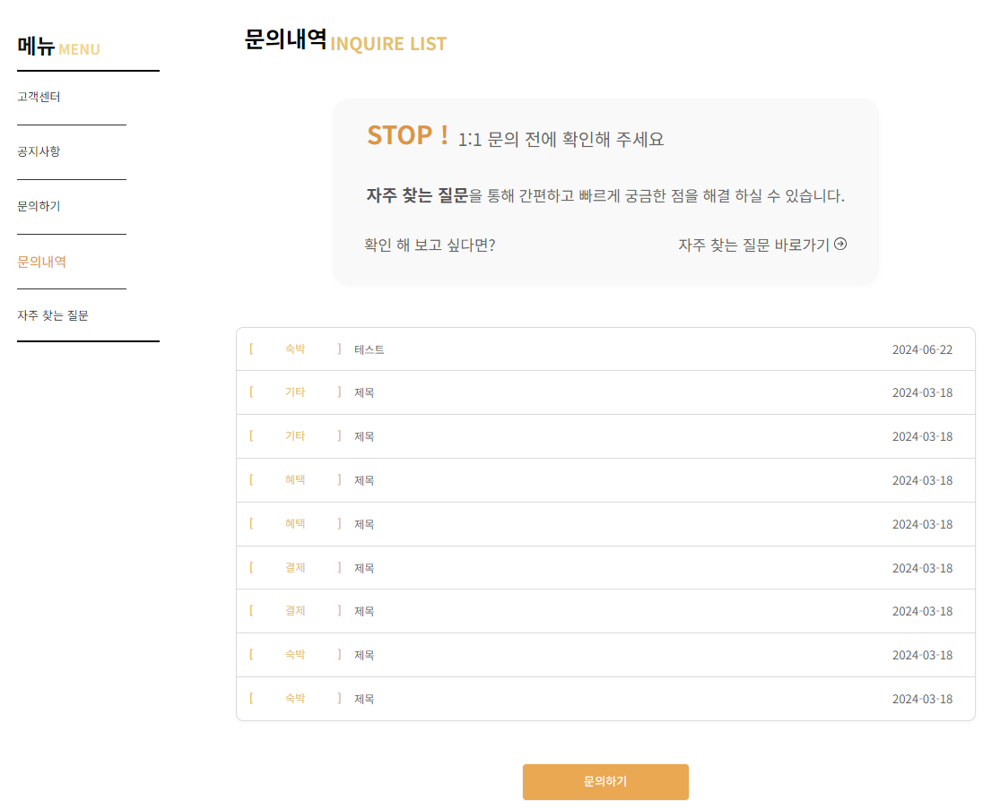 메뉴 MENU
고객센터
공지사항
문의하기
문의내역
자주 찾는 질문
문의내역 INQUIRE LIST
STOP ! 1:1 문의 전에 확인해 주세요
자주 찾는 질문을 통해 간편하고 빠르게 궁금한 점을 해결 하실 수 있습니다.
확인 해 보고 싶다면? 자주 찾는 질문 바로가기
[ 숙박 ] 테스트 2024-06-22
[ 기타 ] 제목 2024-03-18
[ 기타 ] 제목 2024-03-18
[ 혜택 ] 제목 2024-03-18
[ 혜택 ] 제목 2024-03-18
[ 결제 ] 제목 2024-03-18
[ 결제 ] 제목 2024-03-18
[ 숙박 ] 제목 2024-03-18
[ 숙박 ] 제목 2024-03-18
문의하기